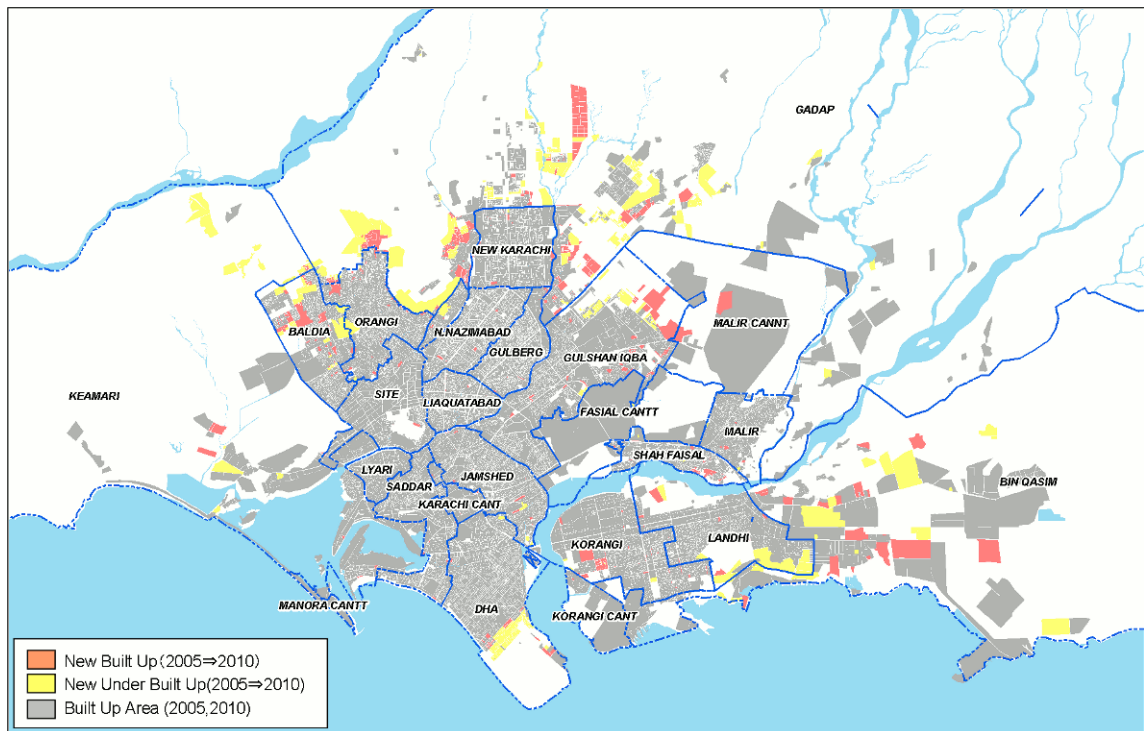 GADAP
NEW KARACHI
BALDIA
ORANGI
N.NAZIMABAD
MALIR CANNT
GULBERG
GULSHAN IQBA
KEAMARI
SITE
LIAQUATABAD
FASIAL CANTT
MALIR
SHAH FAISAL
LYARI
JAMSHED
SADDAR
BIN QASIM
KARACHI CANT
KORANGI
LANDHI
MANORA CANTT
DHA
KORANGI CANT
New Built Up(2005⇒2010)
New Under Built Up(2005⇒2010)
Built Up Area (2005,2010)